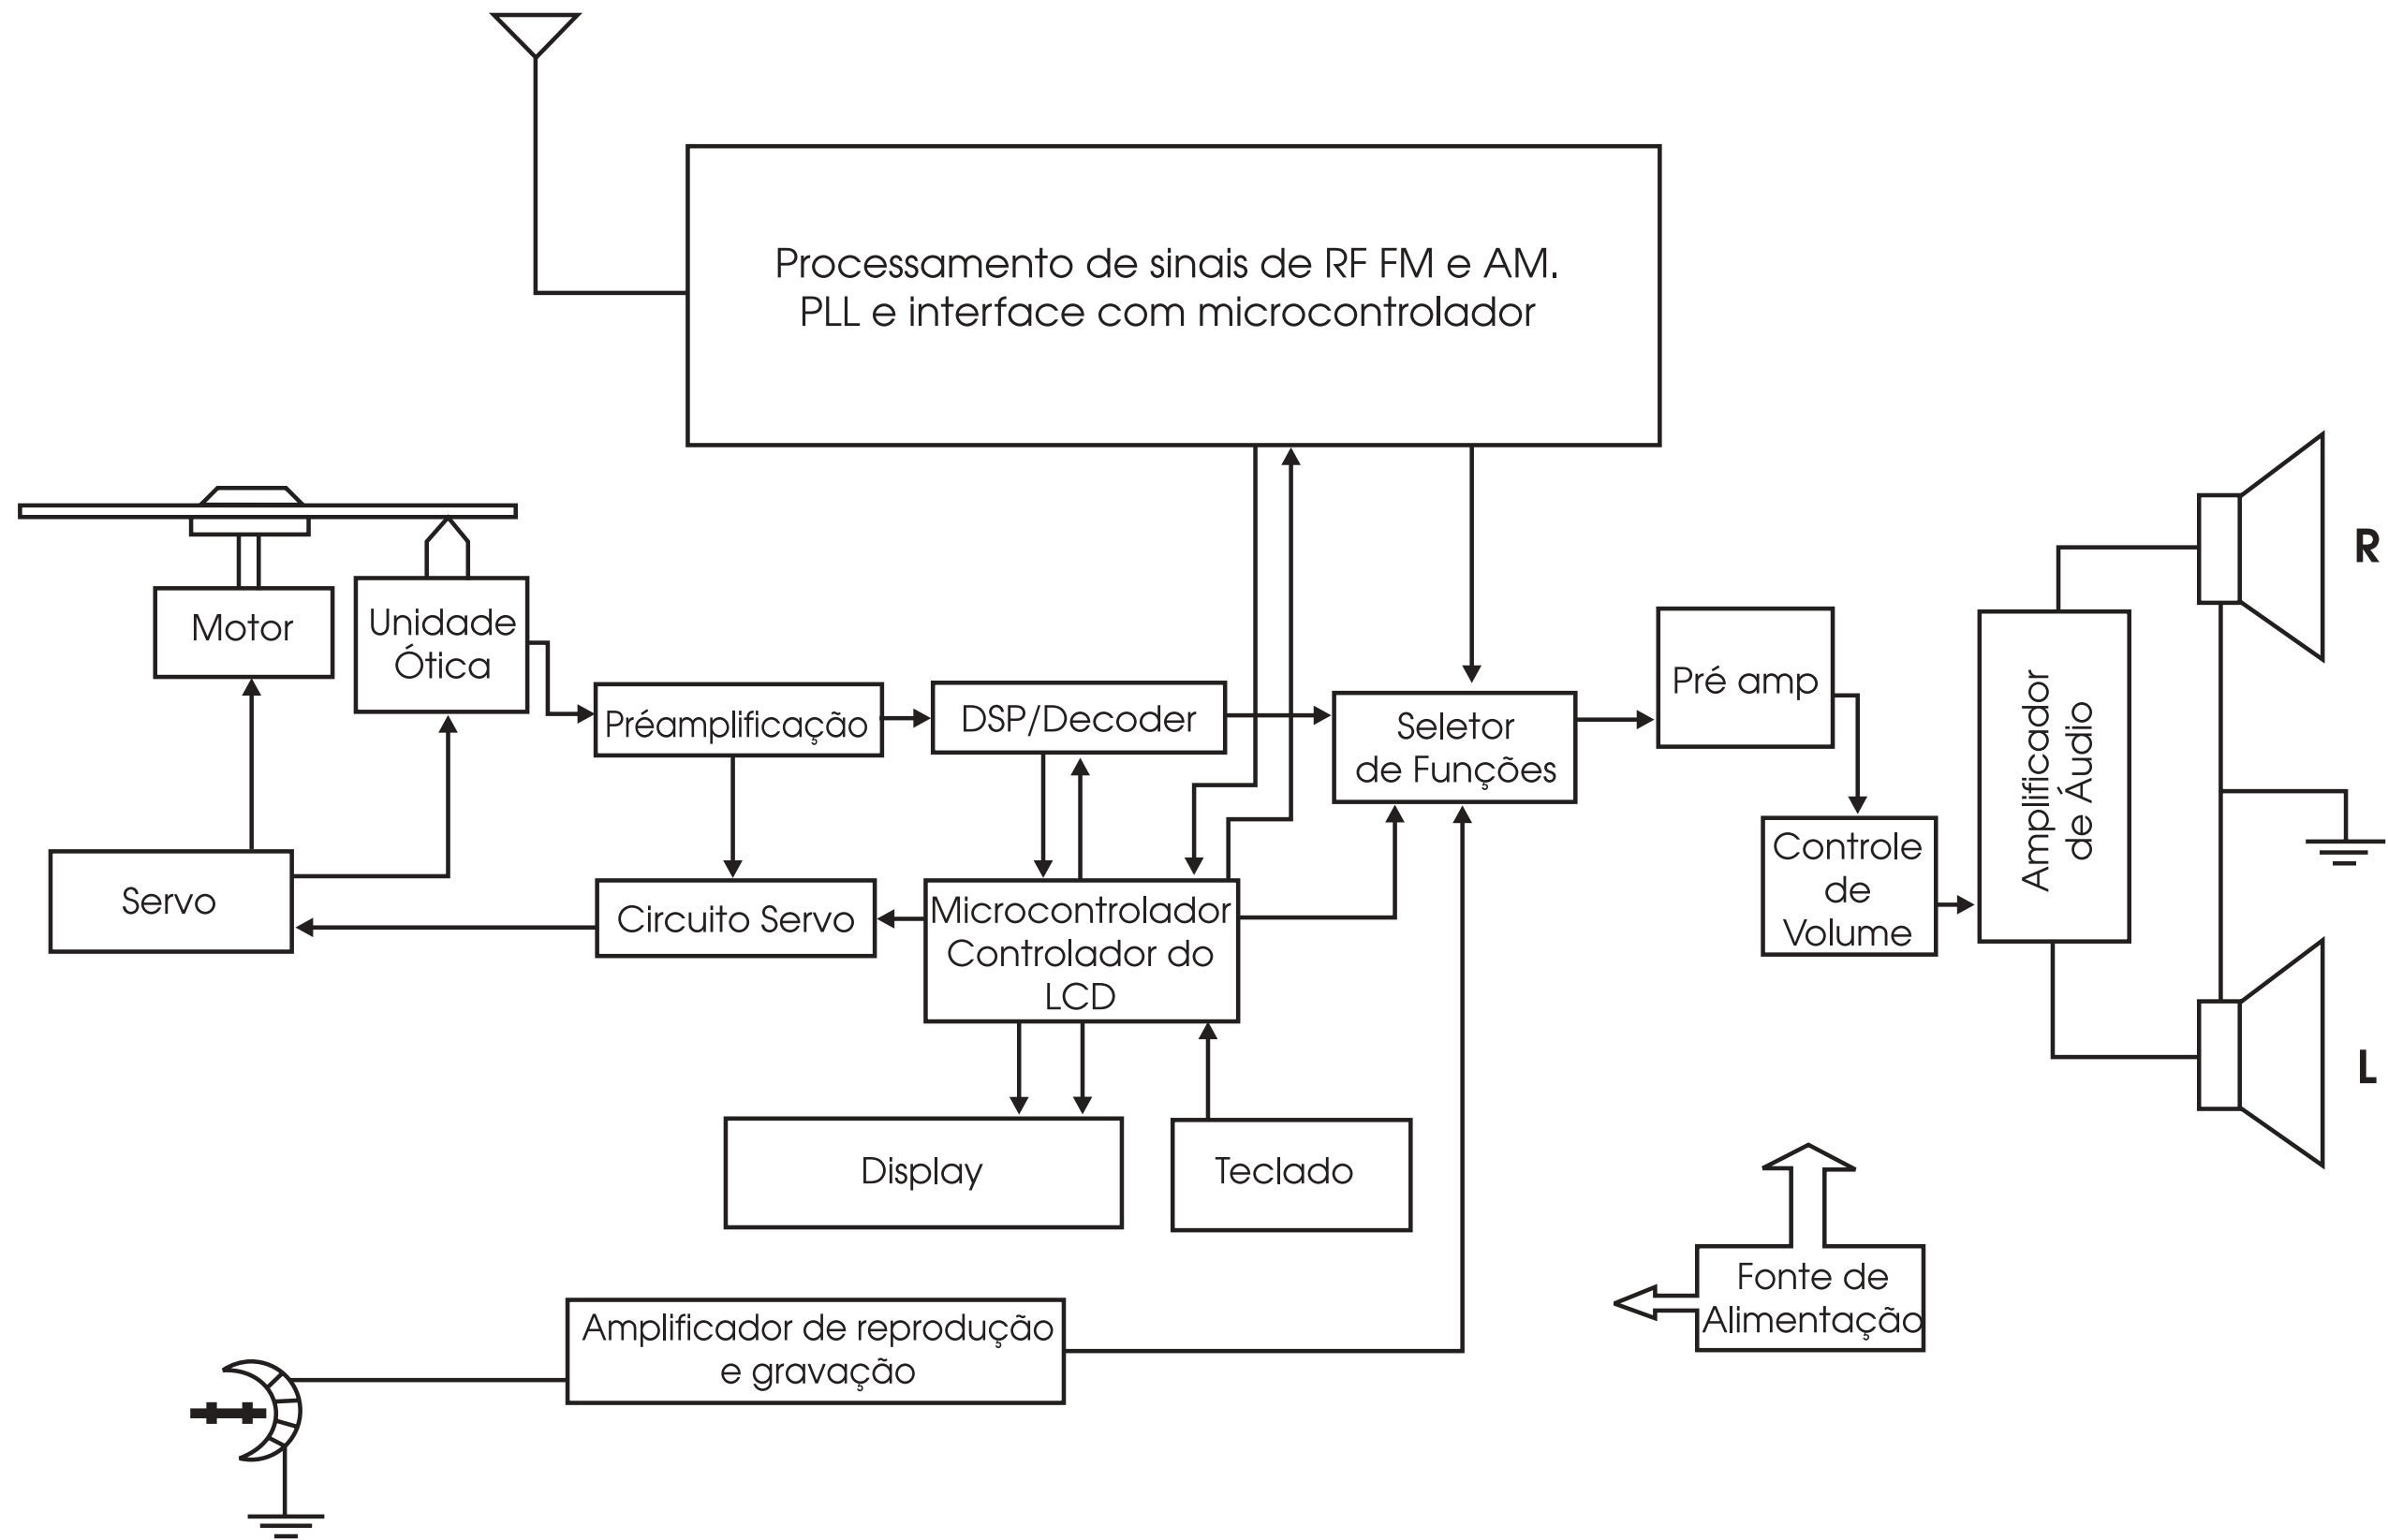 Processamento de sinais de RF FM e AM.
PLL e interface com microcontrolador
R
Motor
Unidade
Ótica
Préamplificação
DSP/Decoder
Seletor
de Funções
Pré amp
Amplificador
de Áudio
Controle
de
Volume
Servo
Circuito Servo
Microcontrolador
Controlador do
LCD
L
Display
Teclado
Fonte de
Alimentação
Amplificador de reprodução
e gravação